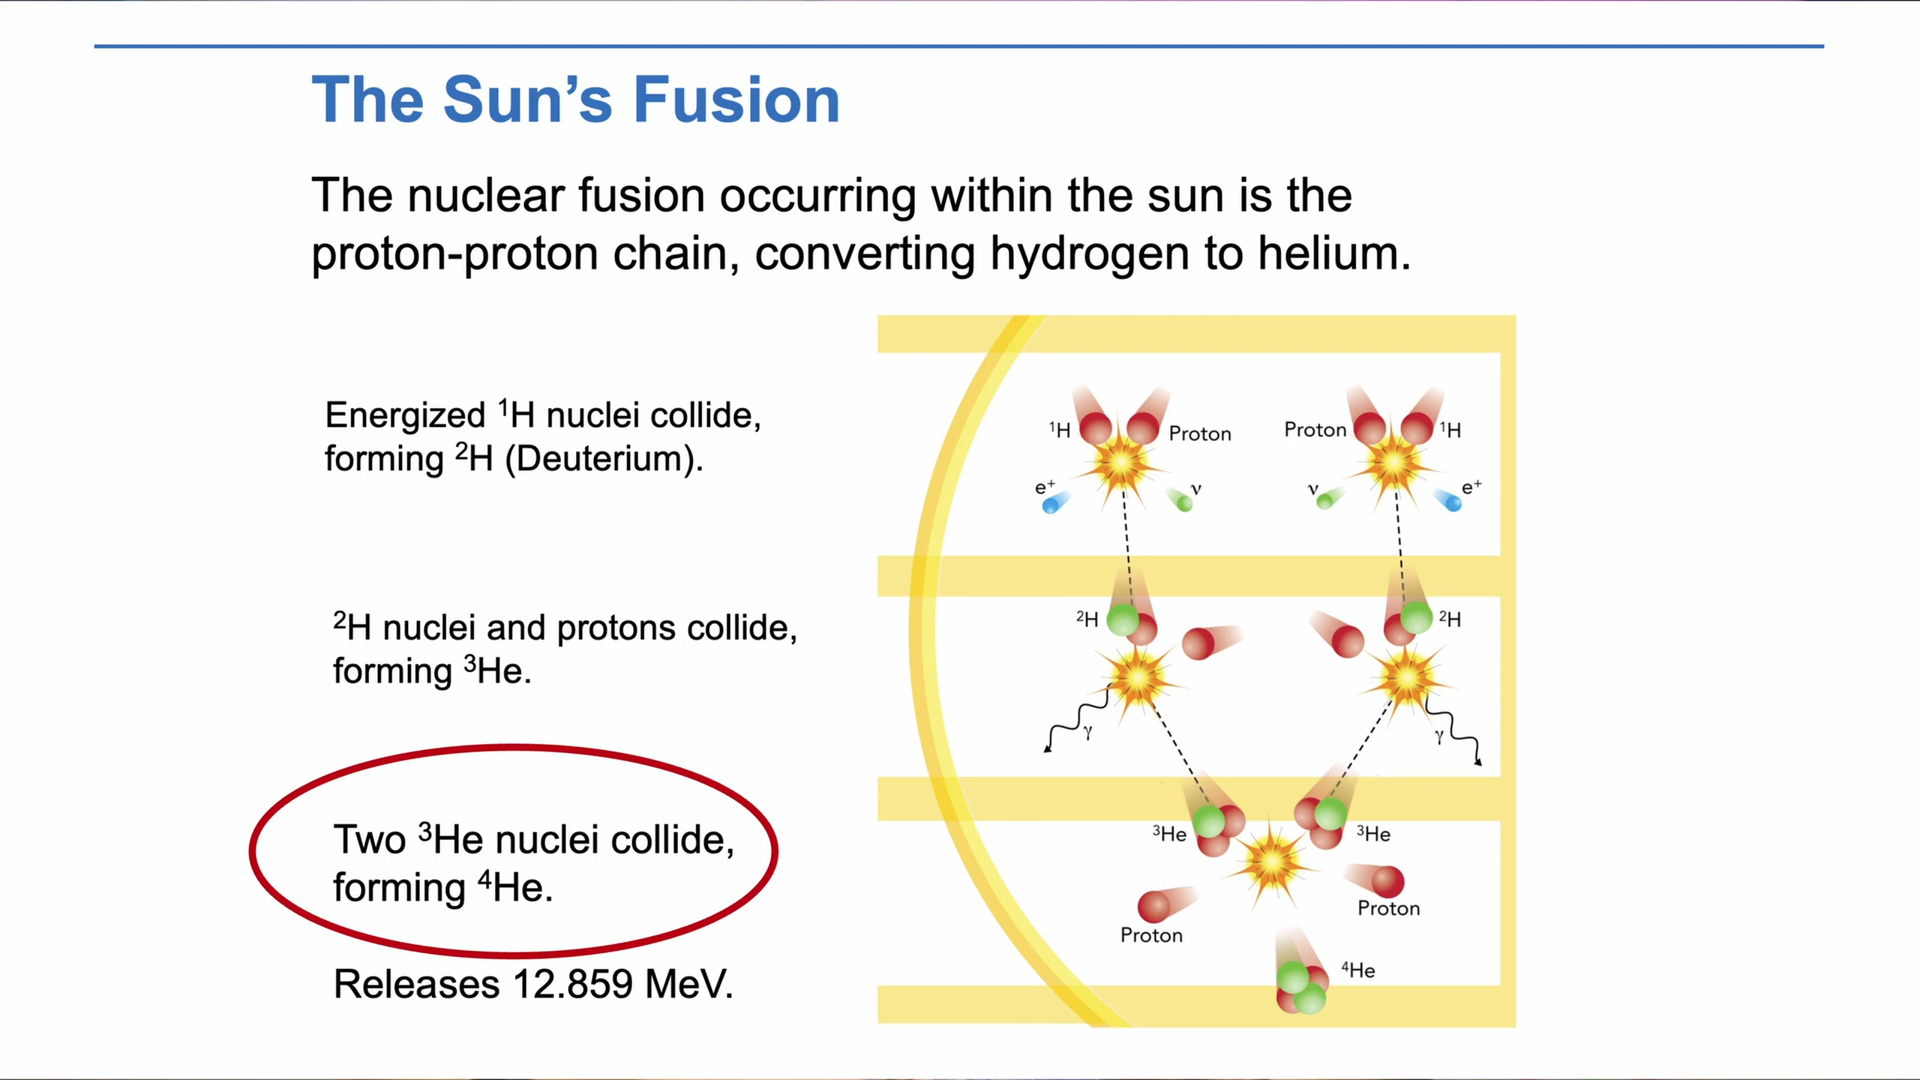 The Sun’s Fusion
The nuclear fusion occurring within the sun is the
proton-proton chain, converting hydrogen to helium.
Energized ¹H nuclei collide,
forming ²H (Deuterium).
¹H
Proton
Proton
¹H
e⁺
ν
ν
e⁺
²H nuclei and protons collide,
forming ³He.
²H
²H
γ
γ
Two ³He nuclei collide,
forming ⁴He.
³He
³He
Proton
Proton
⁴He
Releases 12.859 MeV.